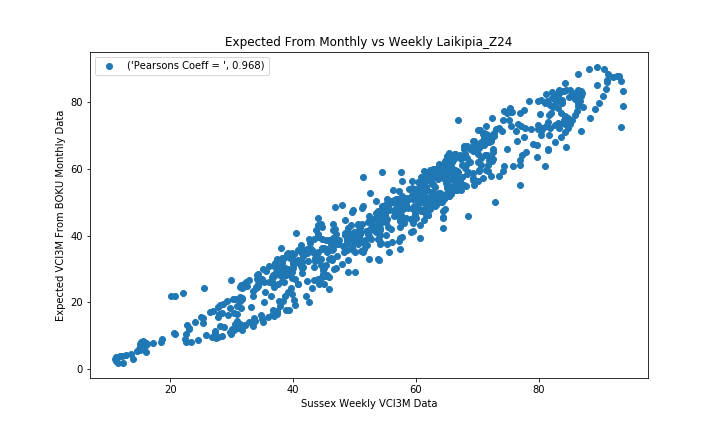 Expected From Monthly vs Weekly Laikipia_Z24
('Pearsons Coeff = ', 0.968)
Expected VCI3M From BOKU Monthly Data
80
60
40
20
0
20 40 60 80
Sussex Weekly VCI3M Data